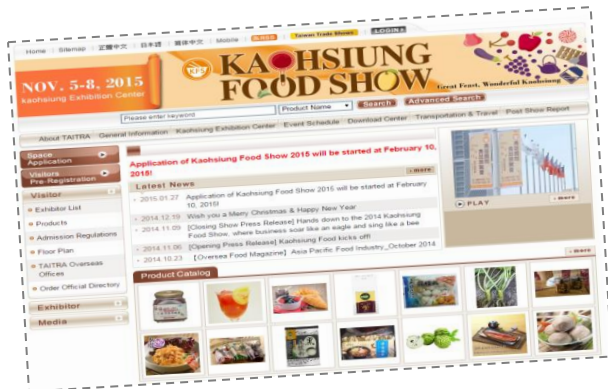 Home
Sitemap
正體中文
日本語
简体中文
Mobile
RSS
Taiwan Trade Shows
LOGIN
NOV. 5-8, 2015
kaohsiung Exhibition Center
KFS
KAOHSIUNG
FOOD SHOW
Great Feast, Wonderful Kaohsiung
Please enter keyword
Product Name
Search
Advanced Search
About TAITRA
General Information
Kaohsiung Exhibition Center
Event Schedule
Download Center
Transportation & Travel
Post Show Report
Space
Application
Visitors
Pre-Registration
Visitor
Exhibitor List
Products
Admission Regulations
Floor Plan
TAITRA Overseas
Offices
Order Official Directory
Exhibitor
Media
Application of Kaohsiung Food Show 2015 will be started at February 10,
2015!
Latest News
more
2015.01.27 Application of Kaohsiung Food Show 2015 will be started at February
10, 2015!
2014.12.19 Wish you a Merry Christmas & Happy New Year
2014.11.09 [Closing Show Press Release] Hands down to the 2014 Kaohsiung
Food Show, where business soar like an eagle and sing like a bee
2014.11.06 [Opening Press Release] Kaohsiung Food kicks off!
2014.10.23 【Oversea Food Magazine】 Asia Pacific Food Industry_October 2014
PLAY
more
Product Catalog
more